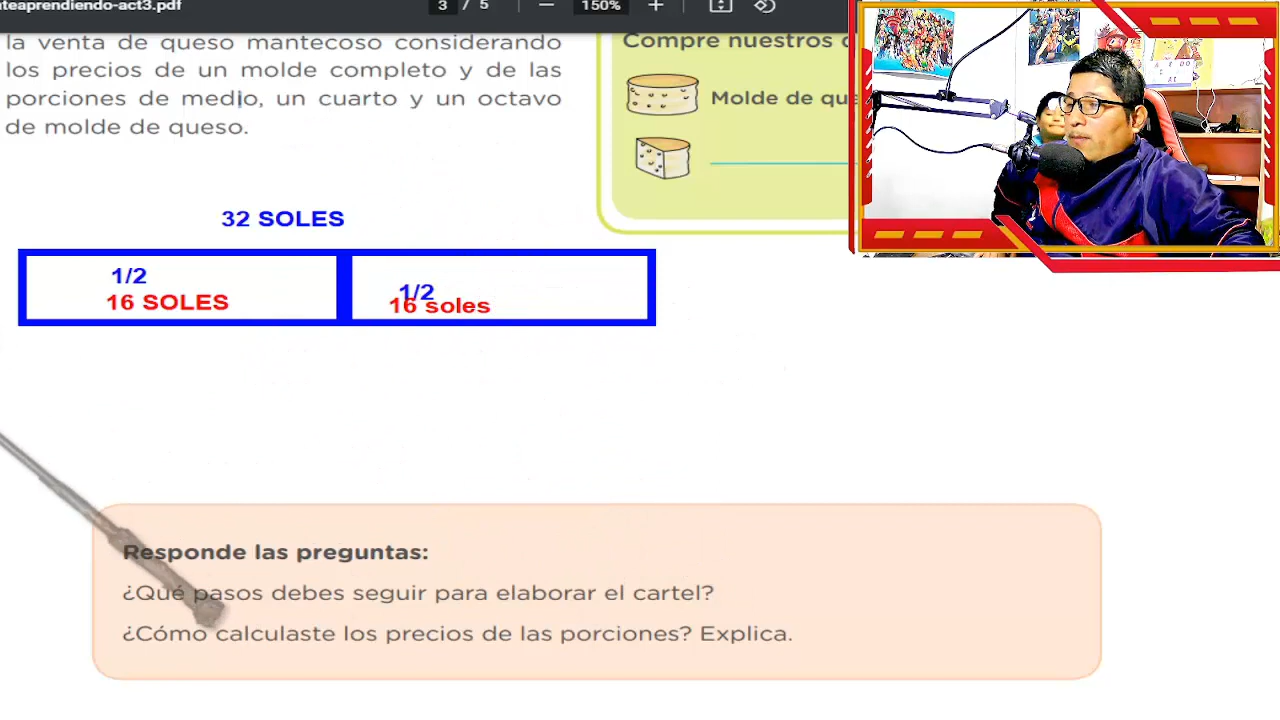 teaprendiendo-act3.pdf
3 / 5
150%
la venta de queso mantecoso considerando
los precios de un molde completo y de las
porciones de medio, un cuarto y un octavo
de molde de queso.
Compre nuestros
Molde de que
32 SOLES
1/2
16 SOLES
1/2
16 soles
Responde las preguntas:
¿Qué pasos debes seguir para elaborar el cartel?
¿Cómo calculaste los precios de las porciones? Explica.